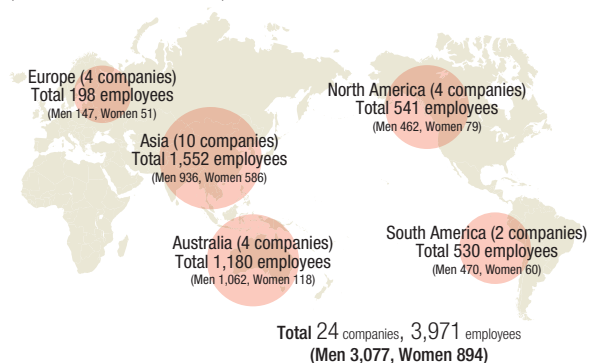 Europe (4 companies)
Total 198 employees
(Men 147, Women 51)
North America (4 companies)
Total 541 employees
(Men 462, Women 79)
Asia (10 companies)
Total 1,552 employees
(Men 936, Women 586)
Australia (4 companies)
Total 1,180 employees
(Men 1,062, Women 118)
South America (2 companies)
Total 530 employees
(Men 470, Women 60)
Total 24 companies, 3,971 employees
(Men 3,077, Women 894)